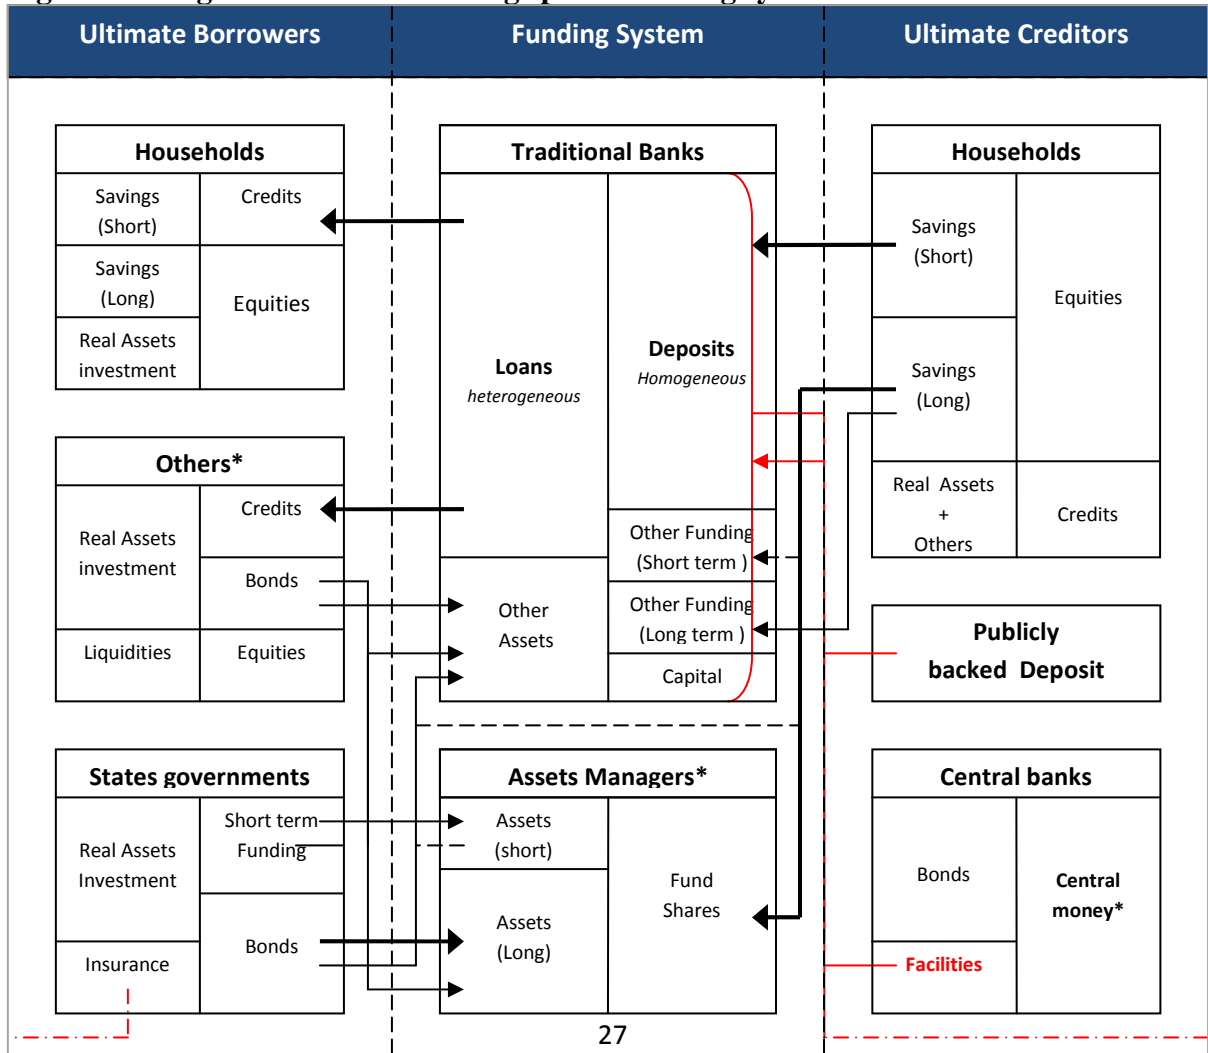 Ultimate Borrowers
Funding System
Ultimate Creditors
Households
Savings
(Short)
Credits
Savings
(Long)
Equities
Real Assets
investment
Others*
Real Assets
investment
Credits
Bonds
Liquidities
Equities
States governments
Real Assets
Investment
Short term
Funding
Insurance
Bonds
Traditional Banks
Loans
heterogeneous
Deposits
Homogeneous
Other
Assets
Other Funding
(Short term )
Other Funding
(Long term )
Capital
Assets Managers*
Assets
(short)
Assets
(Long)
Fund
Shares
Households
Savings
(Short)
Equities
Savings
(Long)
Real Assets
+
Others
Credits
Publicly
backed Deposit
Central banks
Bonds
Central
money*
Facilities
27